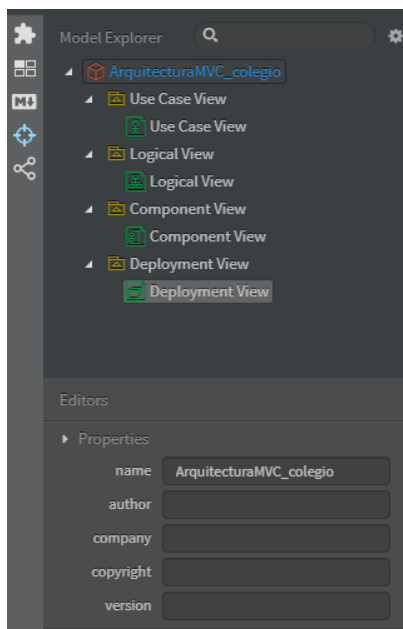 Model Explorer
ArquitecturaMVC_colegio
Use Case View
Use Case View
Logical View
Logical View
Component View
Component View
Deployment View
Deployment View
M
Editors
Properties
name ArquitecturaMVC_colegio
author
company
copyright
version